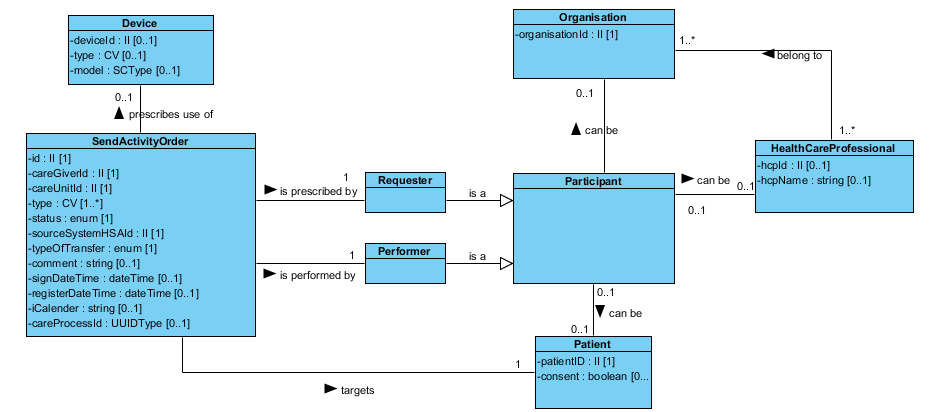 Device
-deviceId : II [0..1]
-type : CV [0..1]
-model : SCType [0..1]
0..1
prescribes use of
SendActivityOrder
-id : II [1]
-careGiverId : II [1]
-careUnitId : II [1]
-type : CV [1..*]
-status : enum [1]
-sourceSystemHSAId : II [1]
-typeOfTransfer : enum [1]
-comment : string [0..1]
-signDateTime : dateTime [0..1]
-registerDateTime : dateTime [0..1]
-iCalender : string [0..1]
-careProcessId : UUIDType [0..1]
1
is prescribed by
Requester
is a
1
is performed by
Performer
is a
Organisation
-organisationId : II [1]
1..*
belong to
1..*
0..1
can be
Participant
can be
0..1
0..1
HealthCareProfessional
-hcpId : II [0..1]
-hcpName : string [0..1]
0..1
can be
0..1
Patient
-patientID : II [1]
-consent : boolean [0...
1
targets